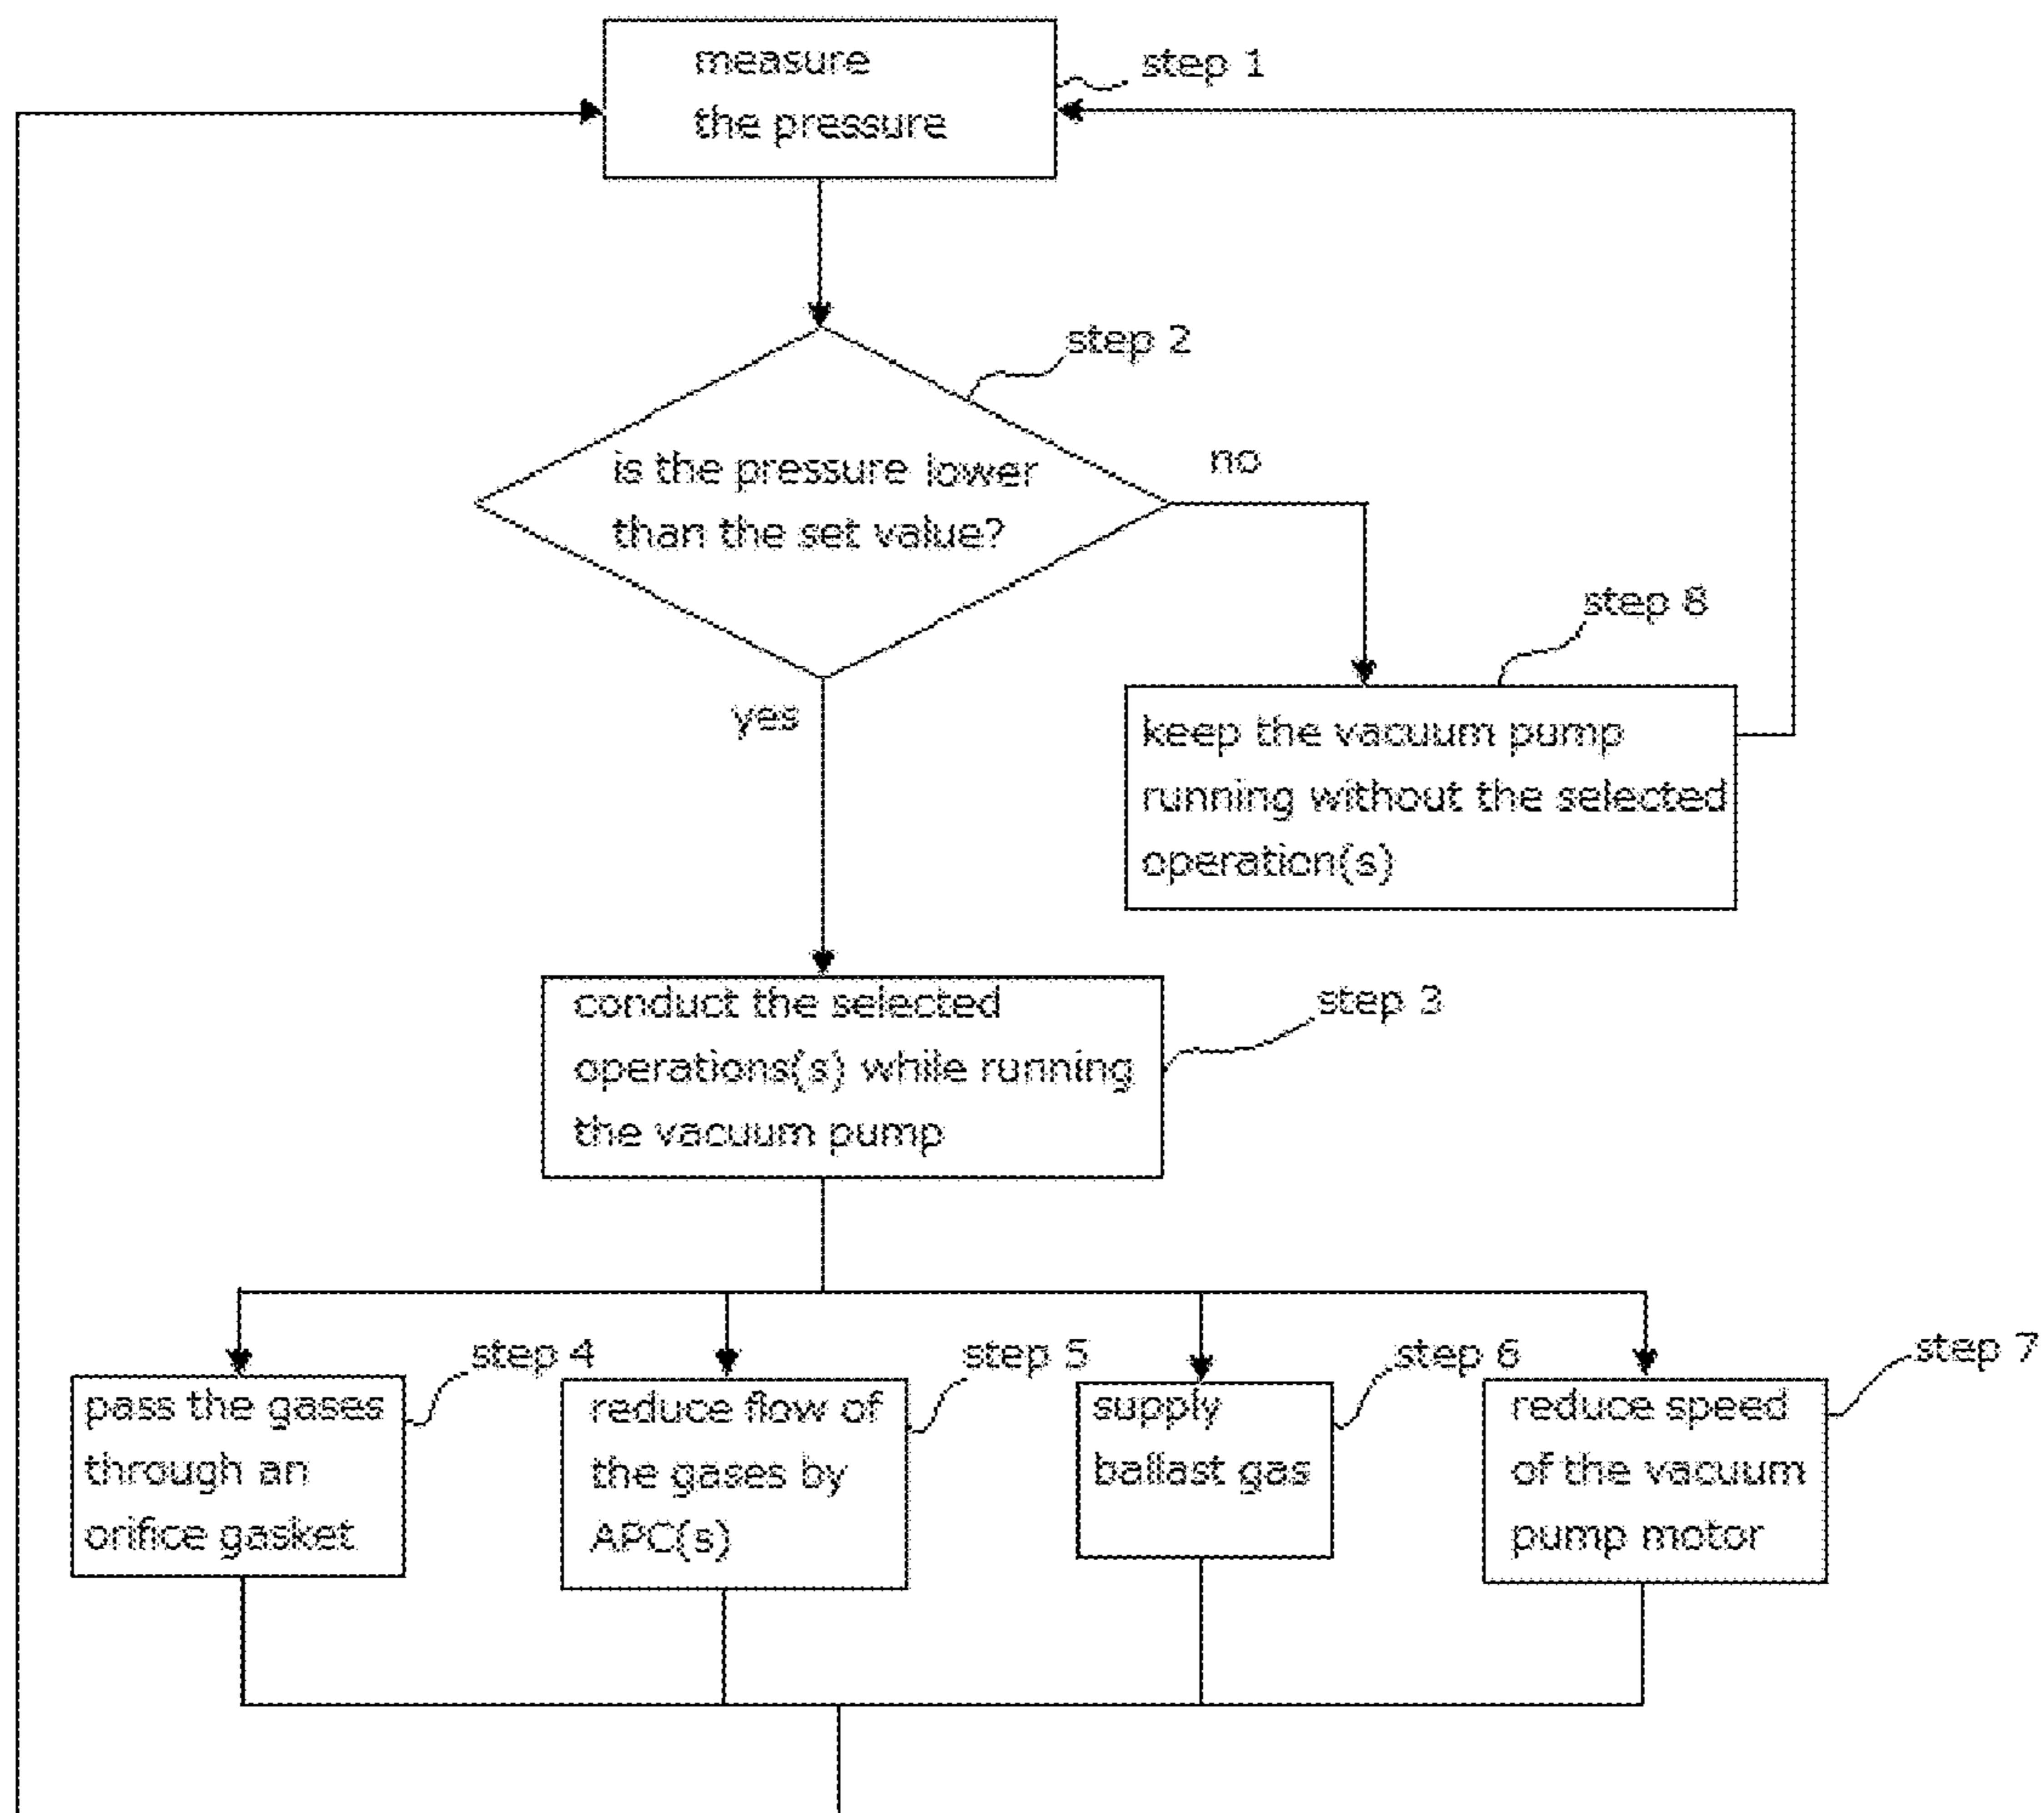 measure
the pressure
step 1
step 2
is the pressure lower
than the set value?
no
yes
step 8
keep the vacuum pump
running without the selected
operation(s)
conduct the selected
operations(s) while running
the vacuum pump
step 3
pass the gases
through an
orifice gasket
step 4
reduce flow of
the gases by
APC(s)
step 5
supply
ballast gas
step 6
reduce speed
of the vacuum
pump motor
step 7